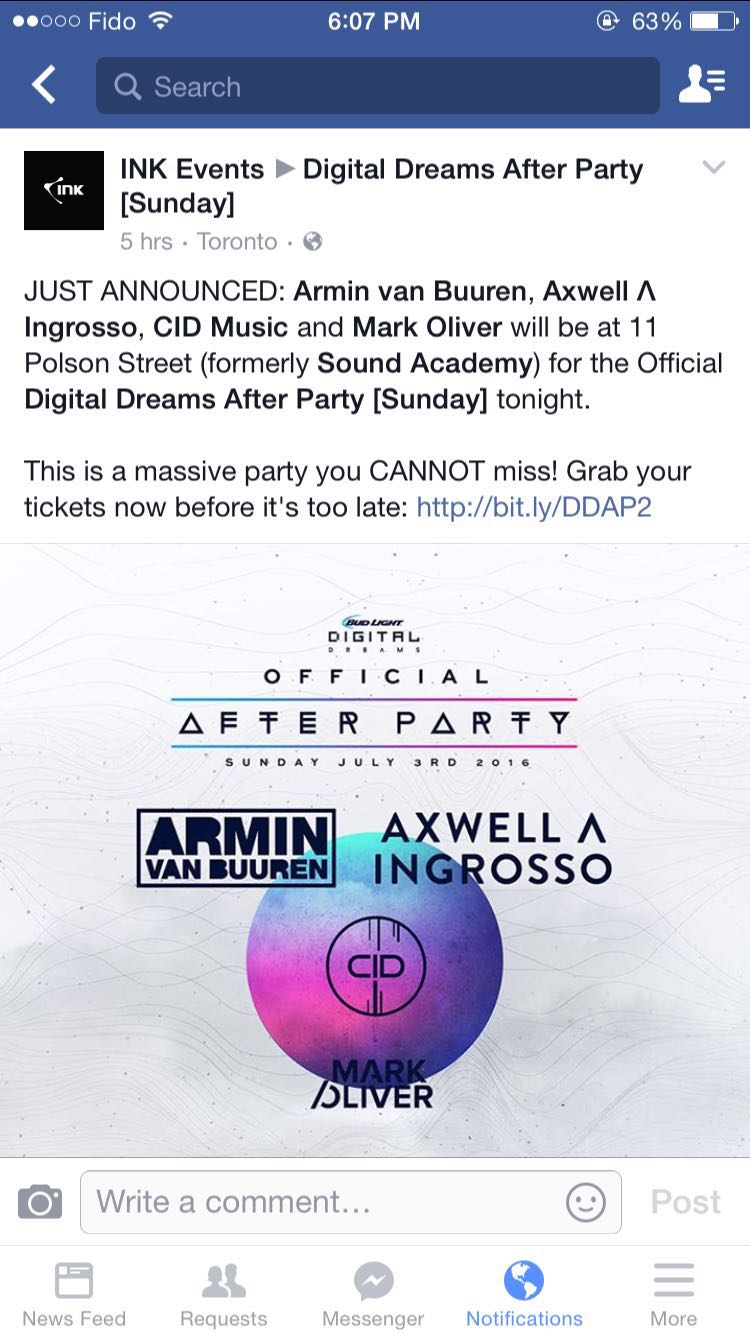 Fido 6:07 PM 63%
Search
INK INK Events ▶ Digital Dreams After Party
[Sunday]
5 hrs · Toronto ·
JUST ANNOUNCED: Armin van Buuren, Axwell Λ
Ingrosso, CID Music and Mark Oliver will be at 11
Polson Street (formerly Sound Academy) for the Official
Digital Dreams After Party [Sunday] tonight.
This is a massive party you CANNOT miss! Grab your
tickets now before it's too late: http://bit.ly/DDAP2
BUD LIGHT
DIGITAL
DREAMS
OFFICIAL
AFTER PARTY
SUNDAY JULY 3RD 2016
ARMIN
VAN BUUREN
AXWELL Λ
INGROSSO
CID
MARK
OLIVER
Write a comment... Post
News Feed Requests Messenger Notifications More